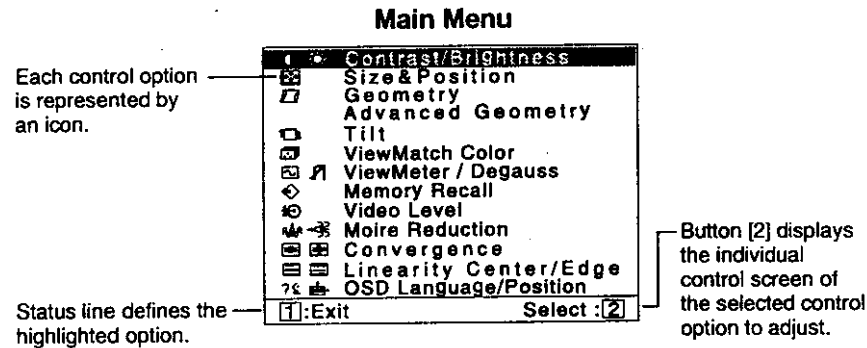 Main Menu
Each control option
is represented by
an icon.
Contrast/Brightness
Size&Position
Geometry
Advanced Geometry
Tilt
ViewMatch Color
ViewMeter / Degauss
Memory Recall
Video Level
Moire Reduction
Convergence
Linearity Center/Edge
OSD Language/Position
[1]:Exit Select :[2]
Status line defines the
highlighted option.
Button [2] displays
the individual
control screen of
the selected control
option to adjust.